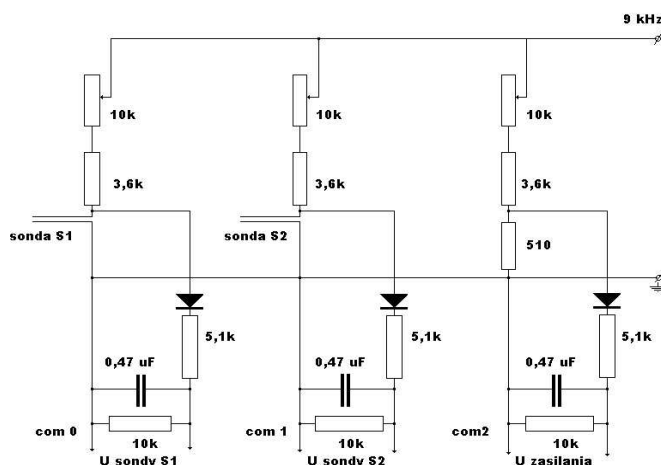 9 kHz
10k
10k
10k
3,6k
3,6k
3,6k
sonda S1
sonda S2
510
5,1k
5,1k
5,1k
0,47 uF
0,47 uF
0,47 uF
com 0
com 1
com2
10k
10k
10k
U sondy S1
U sondy S2
U zasilania